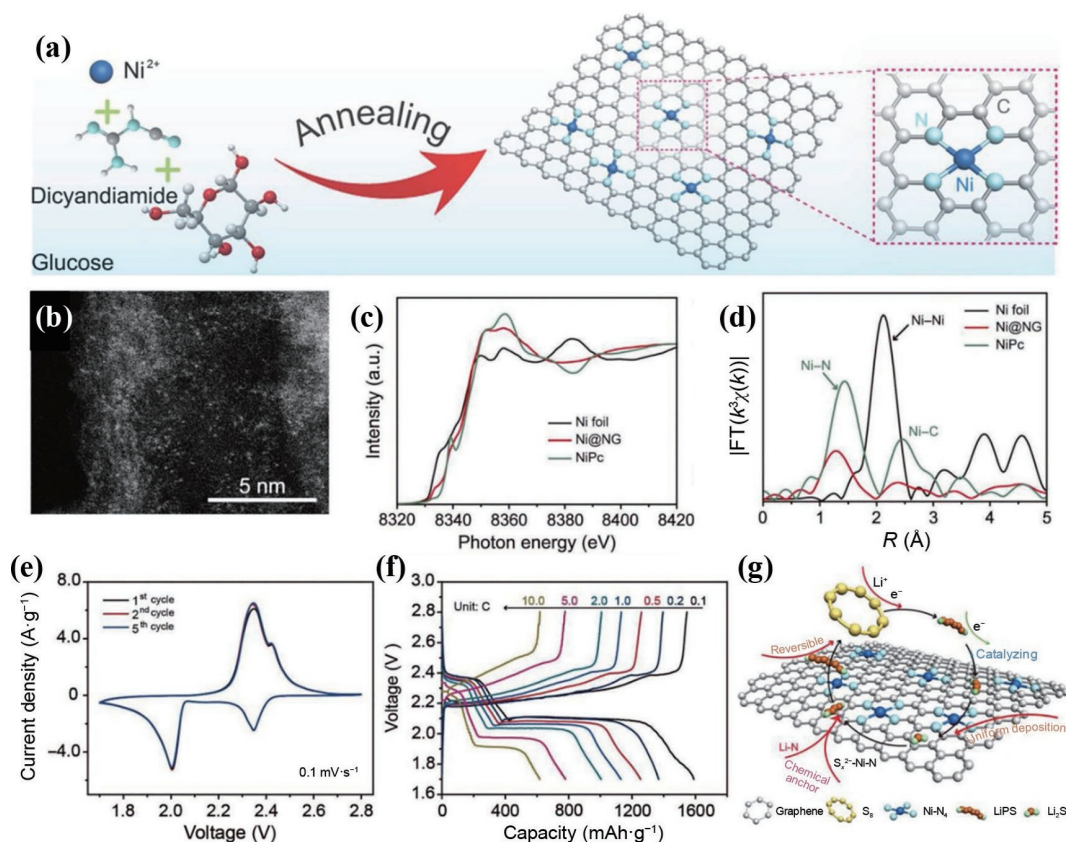 (a)
Ni²⁺
Dicyandiamide
Glucose
Annealing
N
C
Ni
(b)
5 nm
(c)
Intensity (a.u.)
Ni foil
Ni@NG
NiPc
8320 8340 8360 8380 8400 8420
Photon energy (eV)
(d)
|FT(k³χ(k))|
Ni–Ni
Ni–N
Ni–C
Ni foil
Ni@NG
NiPc
0 1 2 3 4 5
R (Å)
(e)
Current density (A·g⁻¹)
8.0
4.0
0
−4.0
1st cycle
2nd cycle
5th cycle
0.1 mV·s⁻¹
1.8 2.0 2.2 2.4 2.6 2.8
Voltage (V)
(f)
Voltage (V)
3.0
2.8
2.6
2.4
2.2
2.0
1.8
1.6
Unit: C
10.0 5.0 2.0 1.0 0.5 0.2 0.1
0 400 800 1200 1600
Capacity (mAh·g⁻¹)
(g)
Li⁺
e⁻
e⁻
Reversible
Catalyzing
Uniform deposition
Li-N
Chemical
anchor
Sₓ²⁻-Ni-N
Graphene S₈ Ni-N₄ LiPS Li₂S